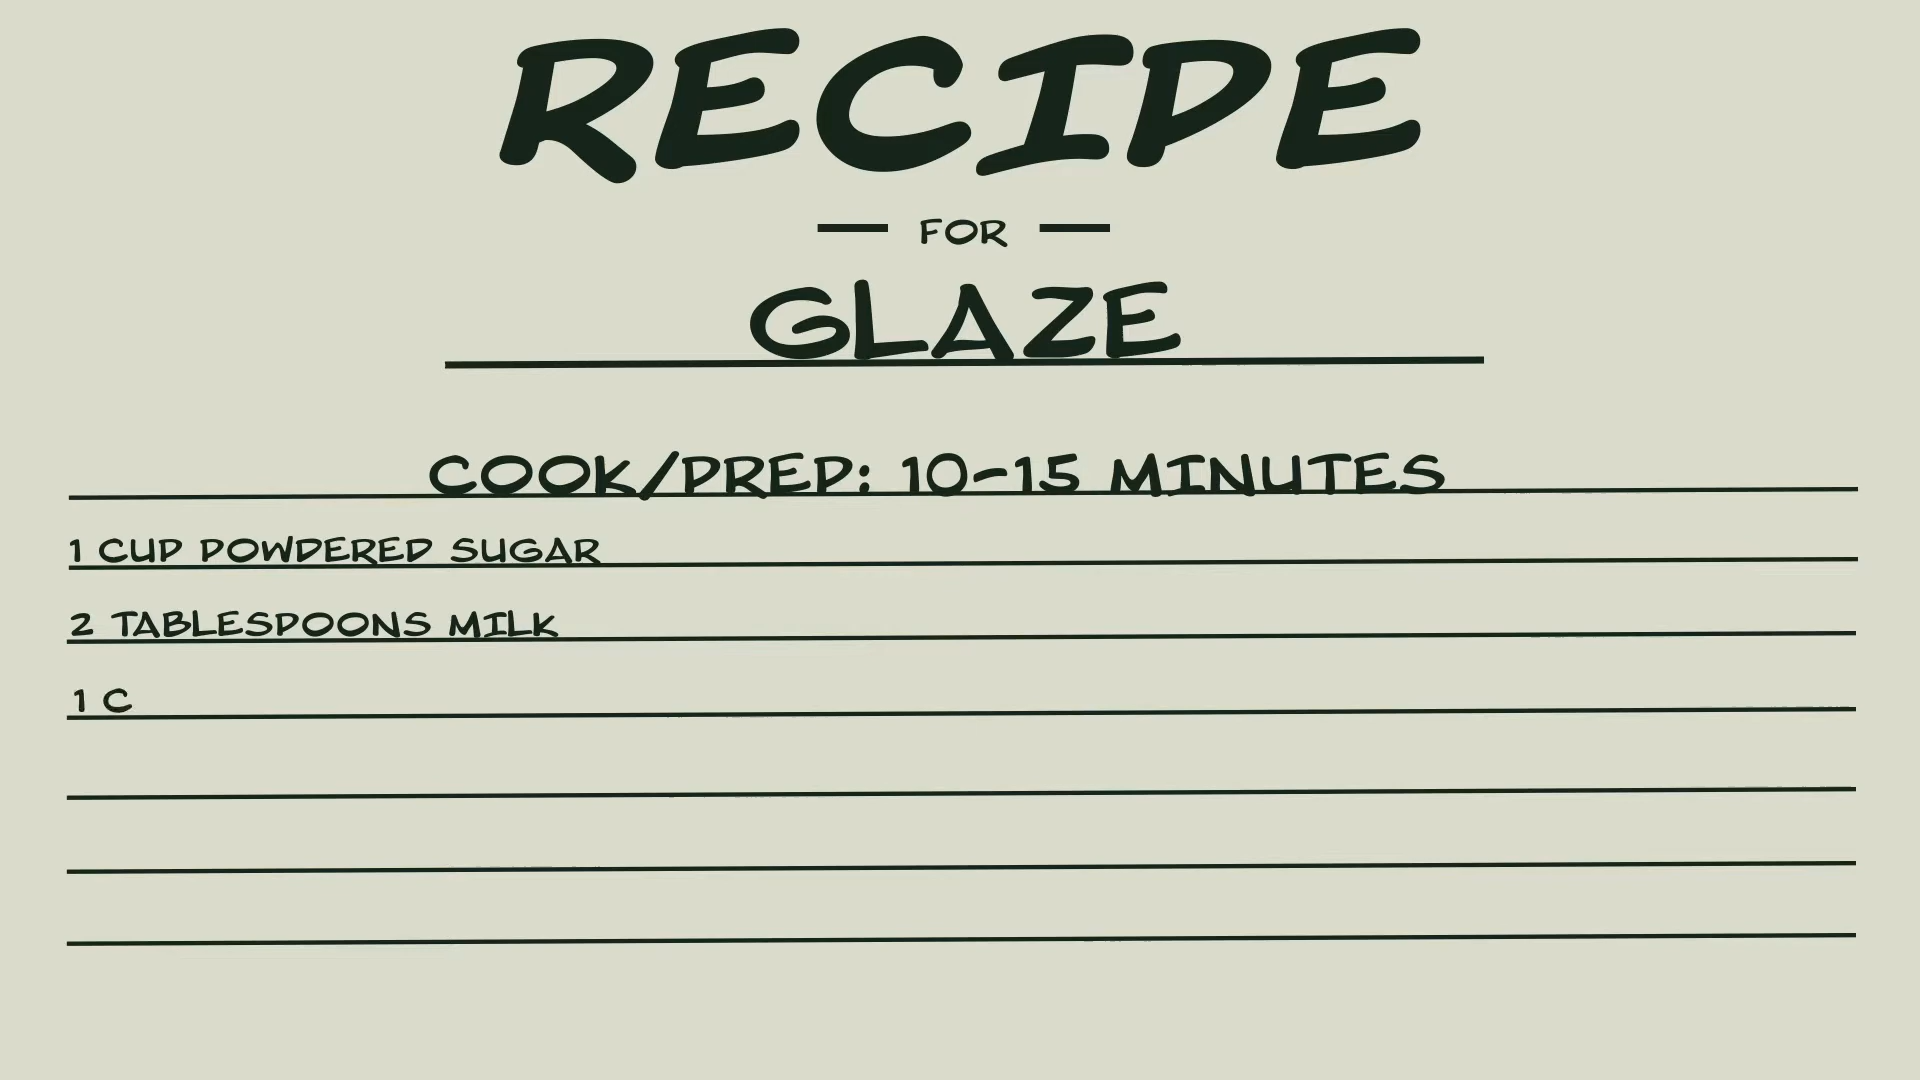 RECIPE
FOR
GLAZE
COOK/PREP: 10-15 MINUTES
1 CUP POWDERED SUGAR
2 TABLESPOONS MILK
1 C